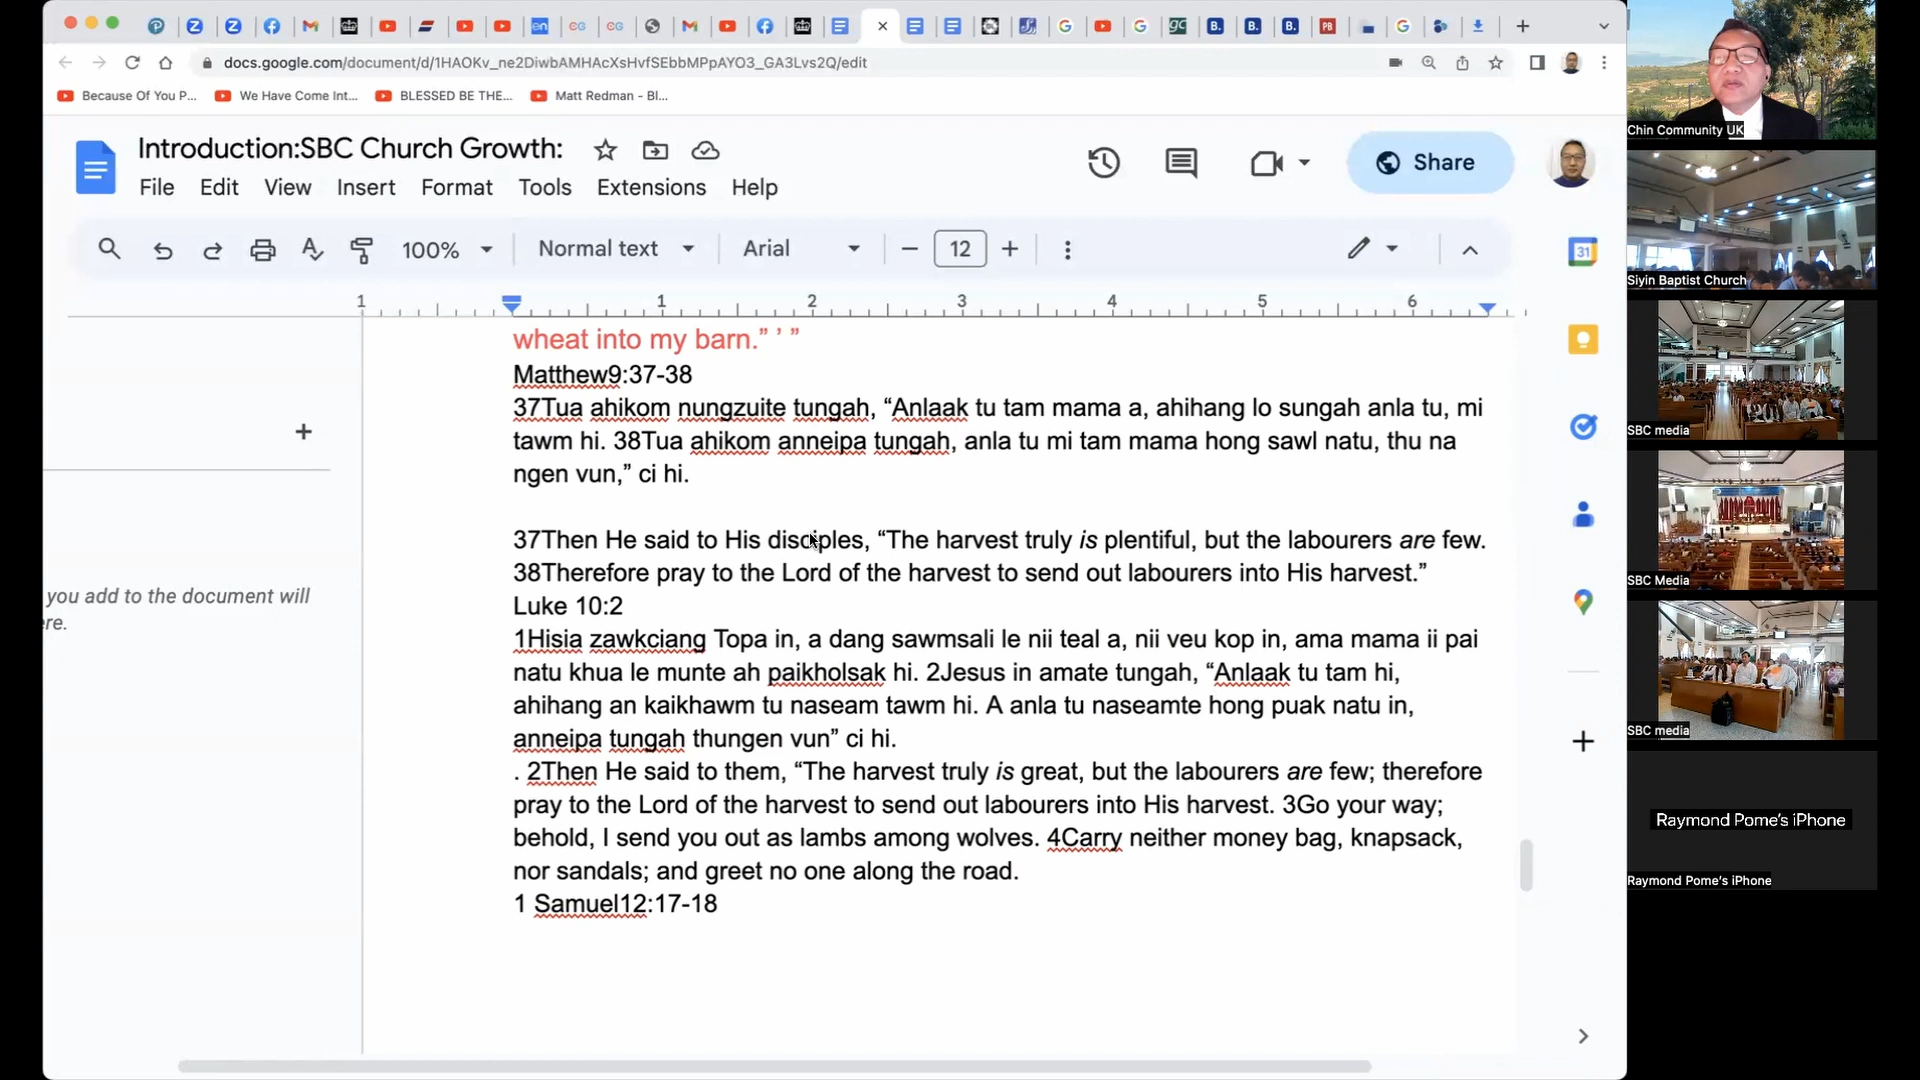 docs.google.com/document/d/1HAOKv_ne2DiwbAMHAcXsHvfSEbbMPpAYO3_GA3Lvs2Q/edit
Because Of You P...
We Have Come Int...
BLESSED BE THE...
Matt Redman - Bl...
Introduction:SBC Church Growth:
Share
File Edit View Insert Format Tools Extensions Help
100% Normal text Arial 12
1 1 2 3 4 5 6
wheat into my barn.” ’ ”
Matthew9:37-38
37Tua ahikom nungzuite tungah, “Anlaak tu tam mama a, ahihang lo sungah anla tu, mi
tawm hi. 38Tua ahikom anneipa tungah, anla tu mi tam mama hong sawl natu, thu na
ngen vun,” ci hi.
37Then He said to His disciples, “The harvest truly is plentiful, but the labourers are few.
38Therefore pray to the Lord of the harvest to send out labourers into His harvest.”
Luke 10:2
1Hisia zawkciang Topa in, a dang sawmsali le nii teal a, nii veu kop in, ama mama ii pai
natu khua le munte ah paikholsak hi. 2Jesus in amate tungah, “Anlaak tu tam hi,
ahihang an kaikhawm tu naseam tawm hi. A anla tu naseamte hong puak natu in,
anneipa tungah thungen vun” ci hi.
. 2Then He said to them, “The harvest truly is great, but the labourers are few; therefore
pray to the Lord of the harvest to send out labourers into His harvest. 3Go your way;
behold, I send you out as lambs among wolves. 4Carry neither money bag, knapsack,
nor sandals; and greet no one along the road.
1 Samuel12:17-18
you add to the document will
ere.
31
Chin Community UK
Siyin Baptist Church
SBC media
SBC Media
SBC media
Raymond Pome's iPhone
Raymond Pome's iPhone